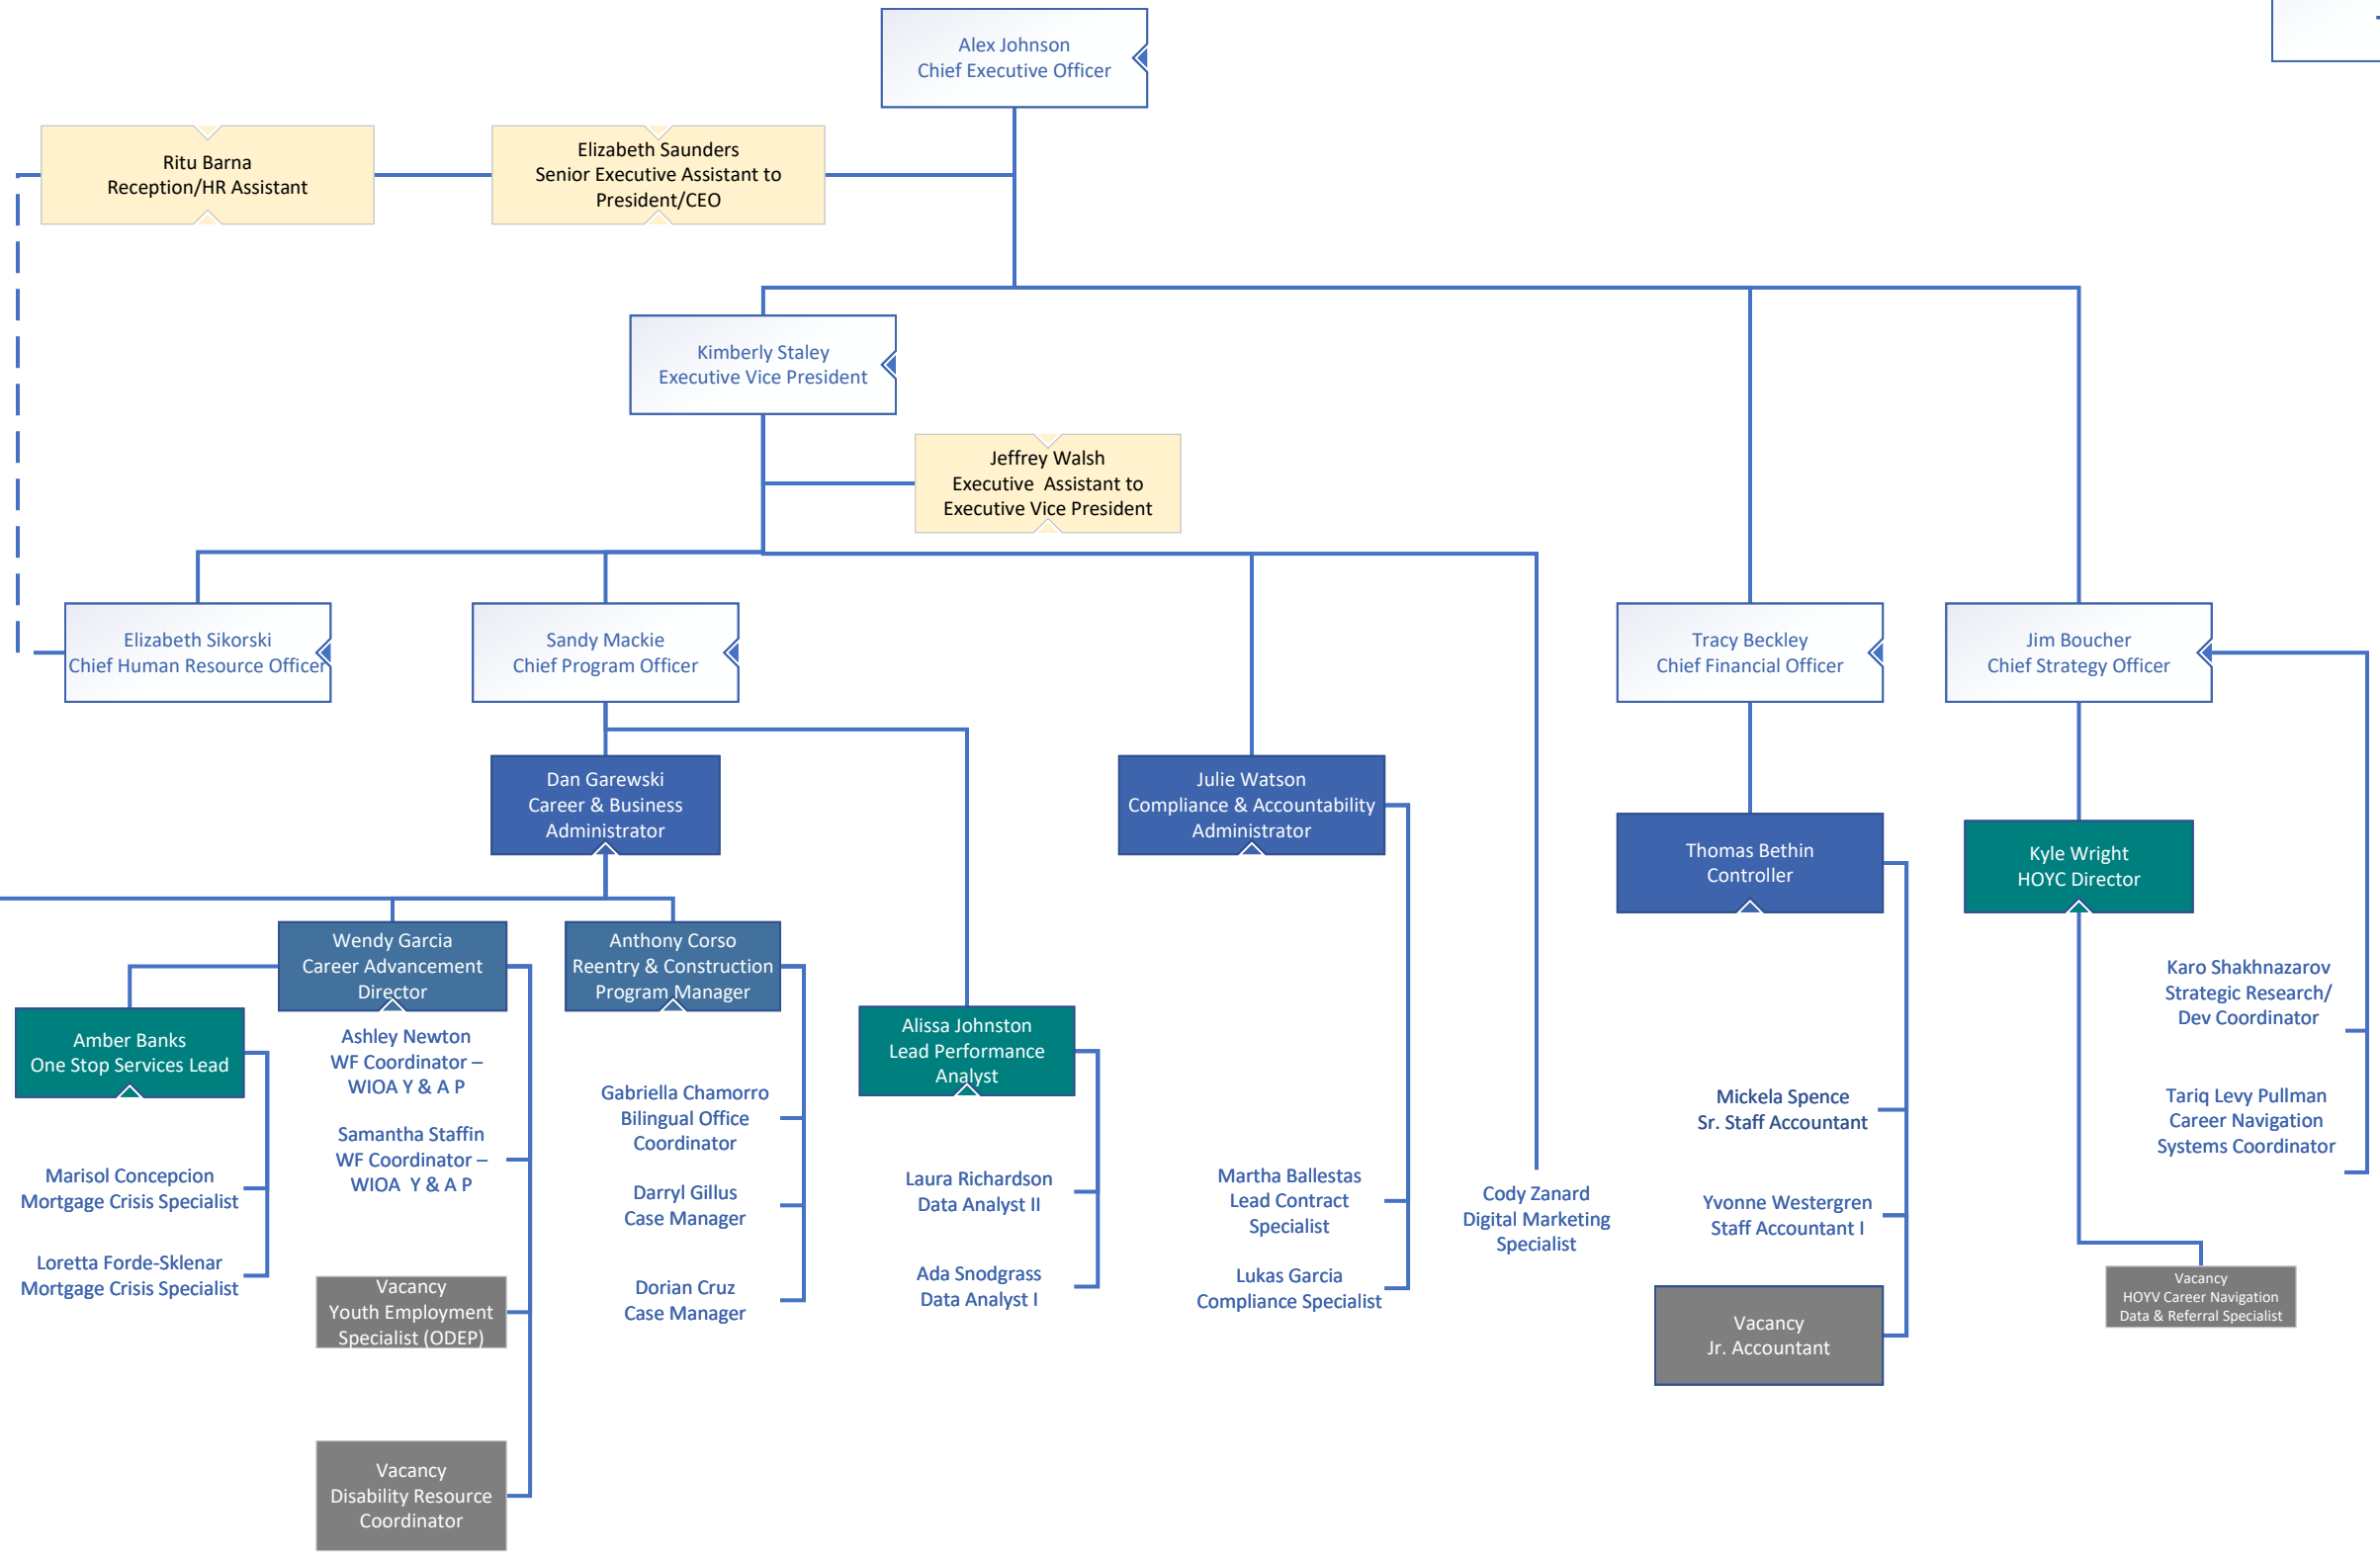 Alex Johnson
Chief Executive Officer
Ritu Barna
Reception/HR Assistant
Elizabeth Saunders
Senior Executive Assistant to
President/CEO
Kimberly Staley
Executive Vice President
Jeffrey Walsh
Executive  Assistant to
Executive Vice President
Elizabeth Sikorski
Chief Human Resource Officer
Sandy Mackie
Chief Program Officer
Tracy Beckley
Chief Financial Officer
Jim Boucher
Chief Strategy Officer
Dan Garewski
Career & Business
Administrator
Julie Watson
Compliance & Accountability
Administrator
Thomas Bethin
Controller
Kyle Wright
HOYC Director
Wendy Garcia
Career Advancement
Director
Anthony Corso
Reentry & Construction
Program Manager
Amber Banks
One Stop Services Lead
Ashley Newton
WF Coordinator –
WIOA Y & A P
Samantha Staffin
WF Coordinator –
WIOA  Y & A P
Marisol Concepcion
Mortgage Crisis Specialist
Loretta Forde-Sklenar
Mortgage Crisis Specialist
Vacancy
Youth Employment
Specialist (ODEP)
Vacancy
Disability Resource
Coordinator
Gabriella Chamorro
Bilingual Office
Coordinator
Darryl Gillus
Case Manager
Dorian Cruz
Case Manager
Alissa Johnston
Lead Performance
Analyst
Laura Richardson
Data Analyst II
Ada Snodgrass
Data Analyst I
Martha Ballestas
Lead Contract
Specialist
Lukas Garcia
Compliance Specialist
Cody Zanard
Digital Marketing
Specialist
Mickela Spence
Sr. Staff Accountant
Yvonne Westergren
Staff Accountant I
Vacancy
Jr. Accountant
Karo Shakhnazarov
Strategic Research/
Dev Coordinator
Tariq Levy Pullman
Career Navigation
Systems Coordinator
Vacancy
HOYV Career Navigation
Data & Referral Specialist